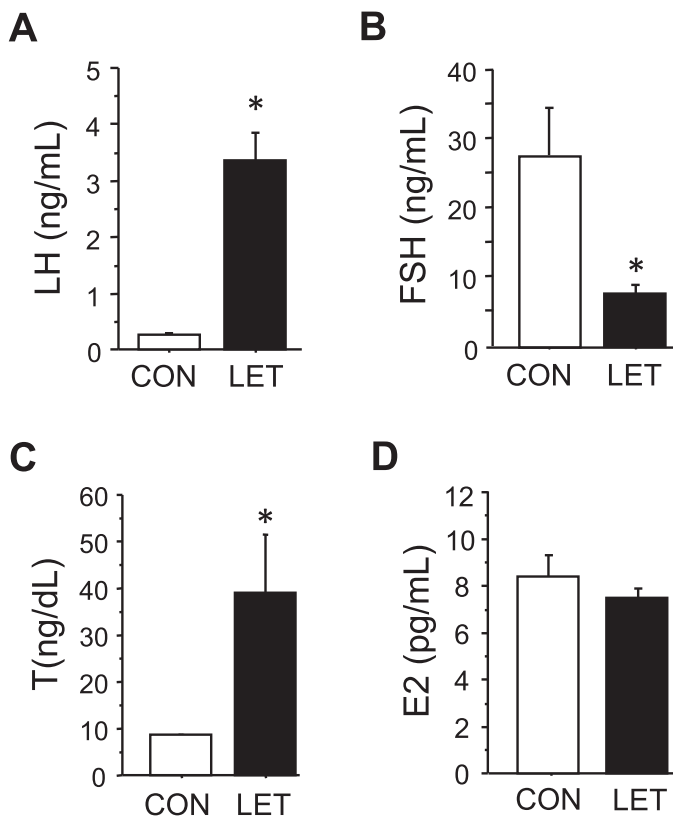 A
LH (ng/mL)
5
4
3
2
1
0
*
CON LET
B
FSH (ng/mL)
40
30
20
10
0
*
CON LET
C
T(ng/dL)
60
50
40
30
20
10
0
*
CON LET
D
E2 (pg/mL)
12
10
8
6
4
2
0
CON LET